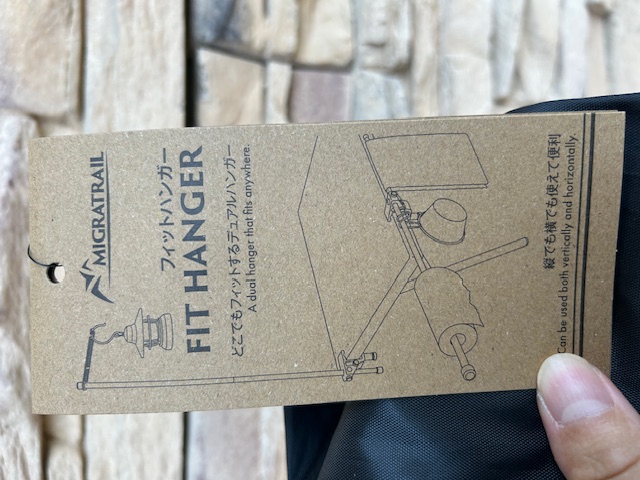 MIGRATRAIL
フィットハンガー
FIT HANGER
どこでもフィットするデュアルハンガー
A dual hanger that fits anywhere.
縦でも横でも使えて便利
Can be used both vertically and horizontally.